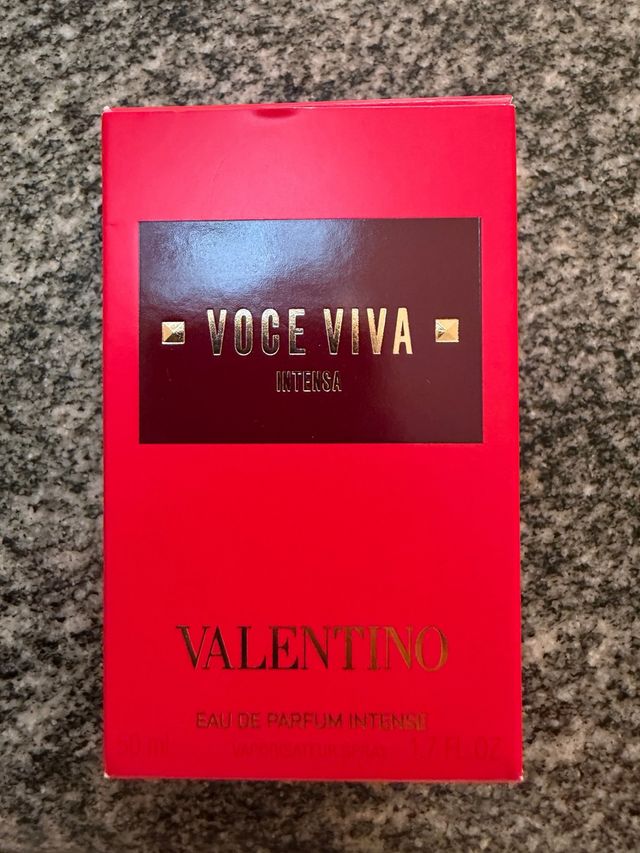 VOCE VIVA
INTENSA
VALENTINO
EAU DE PARFUM INTENSE
50 mL VAPORISATEUR SPRAY 1.7 FL.OZ